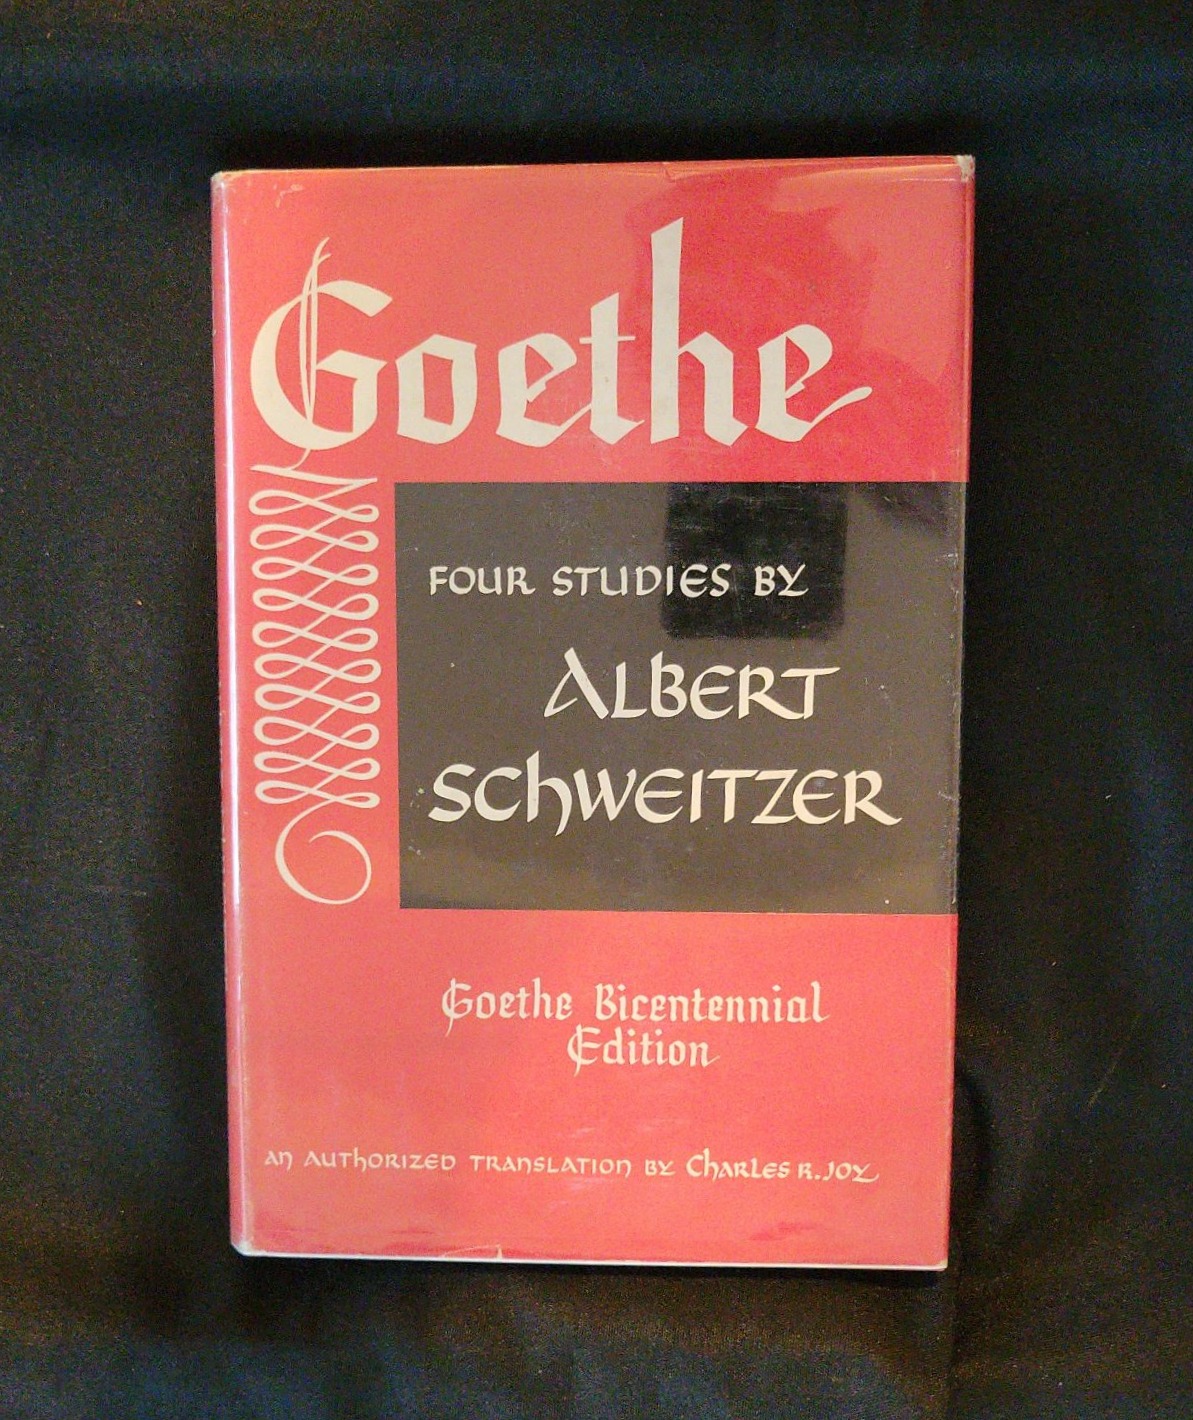 Goethe
FOUR STUDIES BY
ALBERT
SCHWEITZER
Goethe Bicentennial
Edition
AN AUTHORIZED TRANSLATION BY CHARLES R. JOY